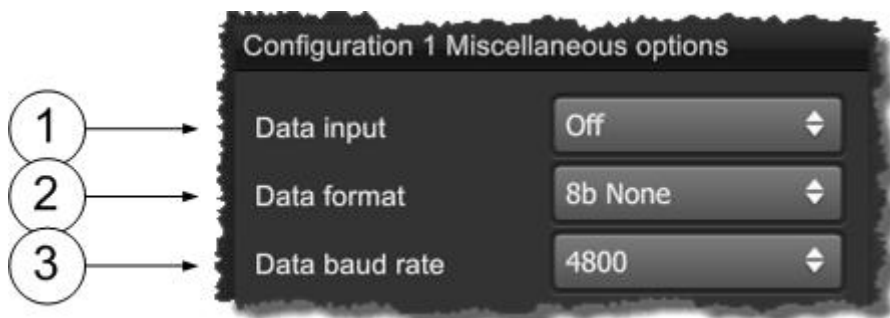 Configuration 1 Miscellaneous options
1 Data input Off
2 Data format 8b None
3 Data baud rate 4800